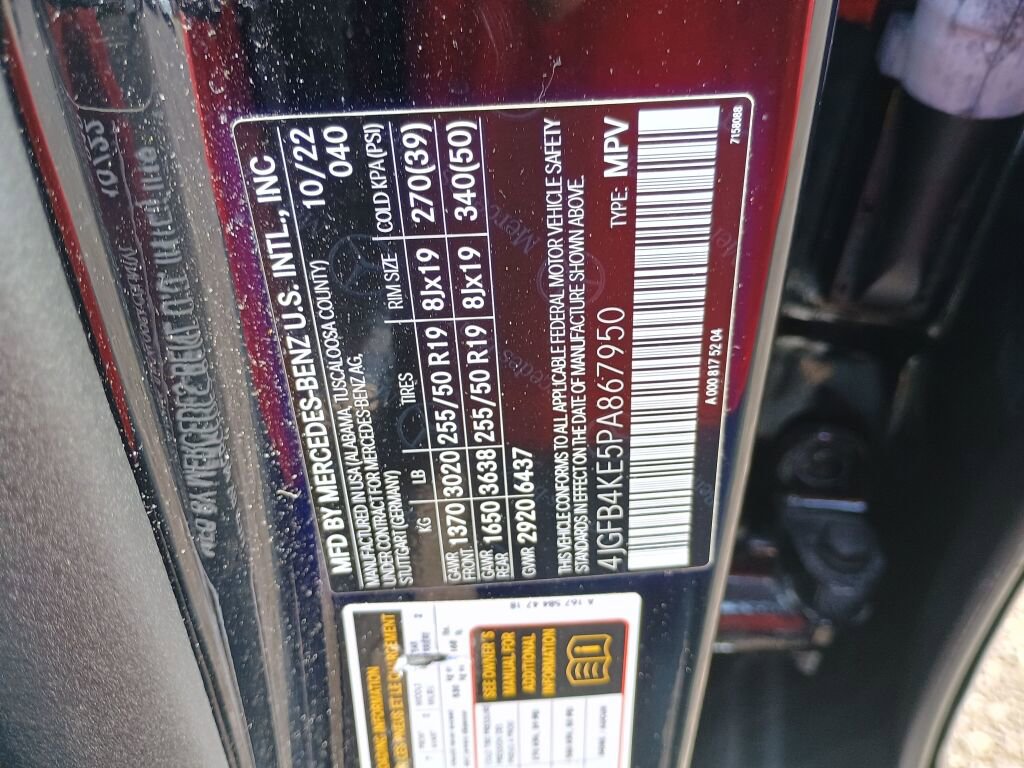 MFD BY MERCEDES-BENZ U.S. INTL., INC
MANUFACTURED IN USA (ALABAMA, TUSCALOOSA COUNTY) 10/22
UNDER CONTRACT FOR MERCEDES-BENZ AG, 040
STUTTGART (GERMANY)
KG LB TIRES RIM SIZE COLD KPA (PSI)
GAWR FRONT 1370 3020 255/50 R19 8Jx19 270(39)
GAWR REAR 1650 3638 255/50 R19 8Jx19 340(50)
GVWR 2920 6437
THIS VEHICLE CONFORMS TO ALL APPLICABLE FEDERAL MOTOR VEHICLE SAFETY
STANDARDS IN EFFECT ON THE DATE OF MANUFACTURE SHOWN ABOVE.
4JGFB4KE5PA867950 TYPE: MPV
A 000 817 52 04
7158088
SEE OWNER'S
MANUAL FOR
ADDITIONAL
INFORMATION